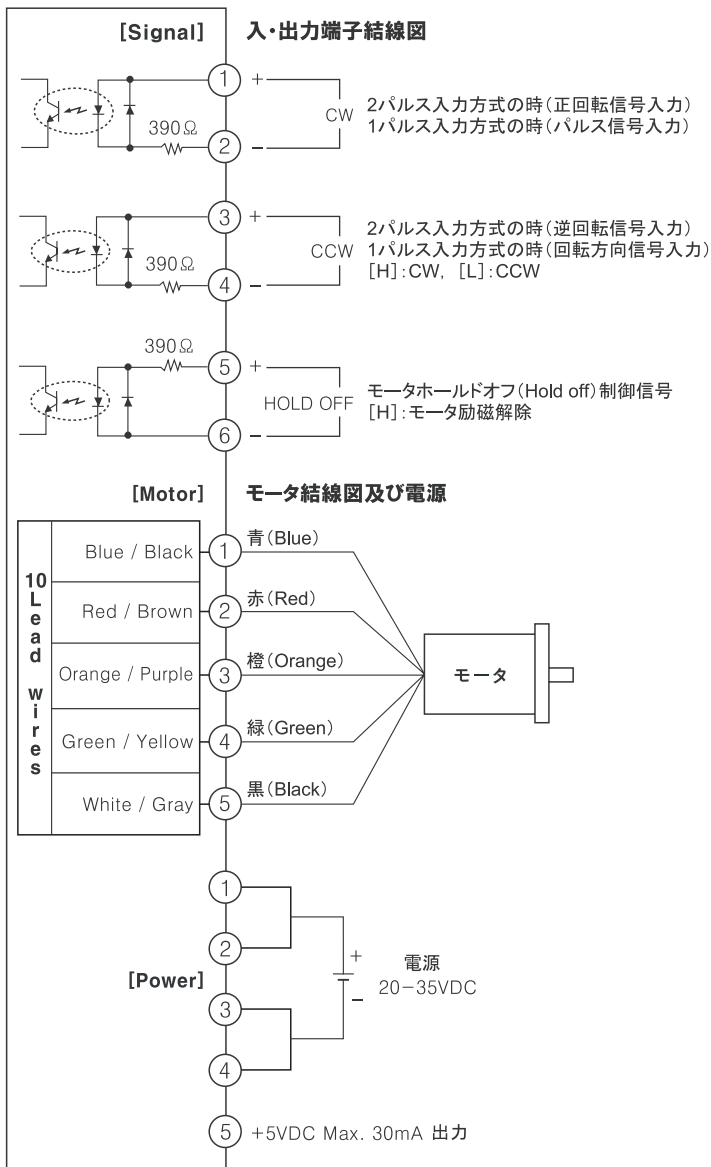 [Signal] 入・出力端子結線図
1 +
CW
2パルス入力方式の時(正回転信号入力)
1パルス入力方式の時(パルス信号入力)
390Ω
2 −
3 +
CCW
2パルス入力方式の時(逆回転信号入力)
1パルス入力方式の時(回転方向信号入力)
[H]:CW, [L]:CCW
390Ω
4 −
390Ω
5 +
HOLD OFF
モータホールドオフ(Hold off)制御信号
[H]:モータ励磁解除
6 −
[Motor] モータ結線図及び電源
10 Lead wires
Blue / Black 1 青(Blue)
Red / Brown 2 赤(Red)
Orange / Purple 3 橙(Orange)
モータ
Green / Yellow 4 緑(Green)
White / Gray 5 黒(Black)
1
2
[Power]
+
−
電源
20−35VDC
3
4
5 +5VDC Max. 30mA 出力